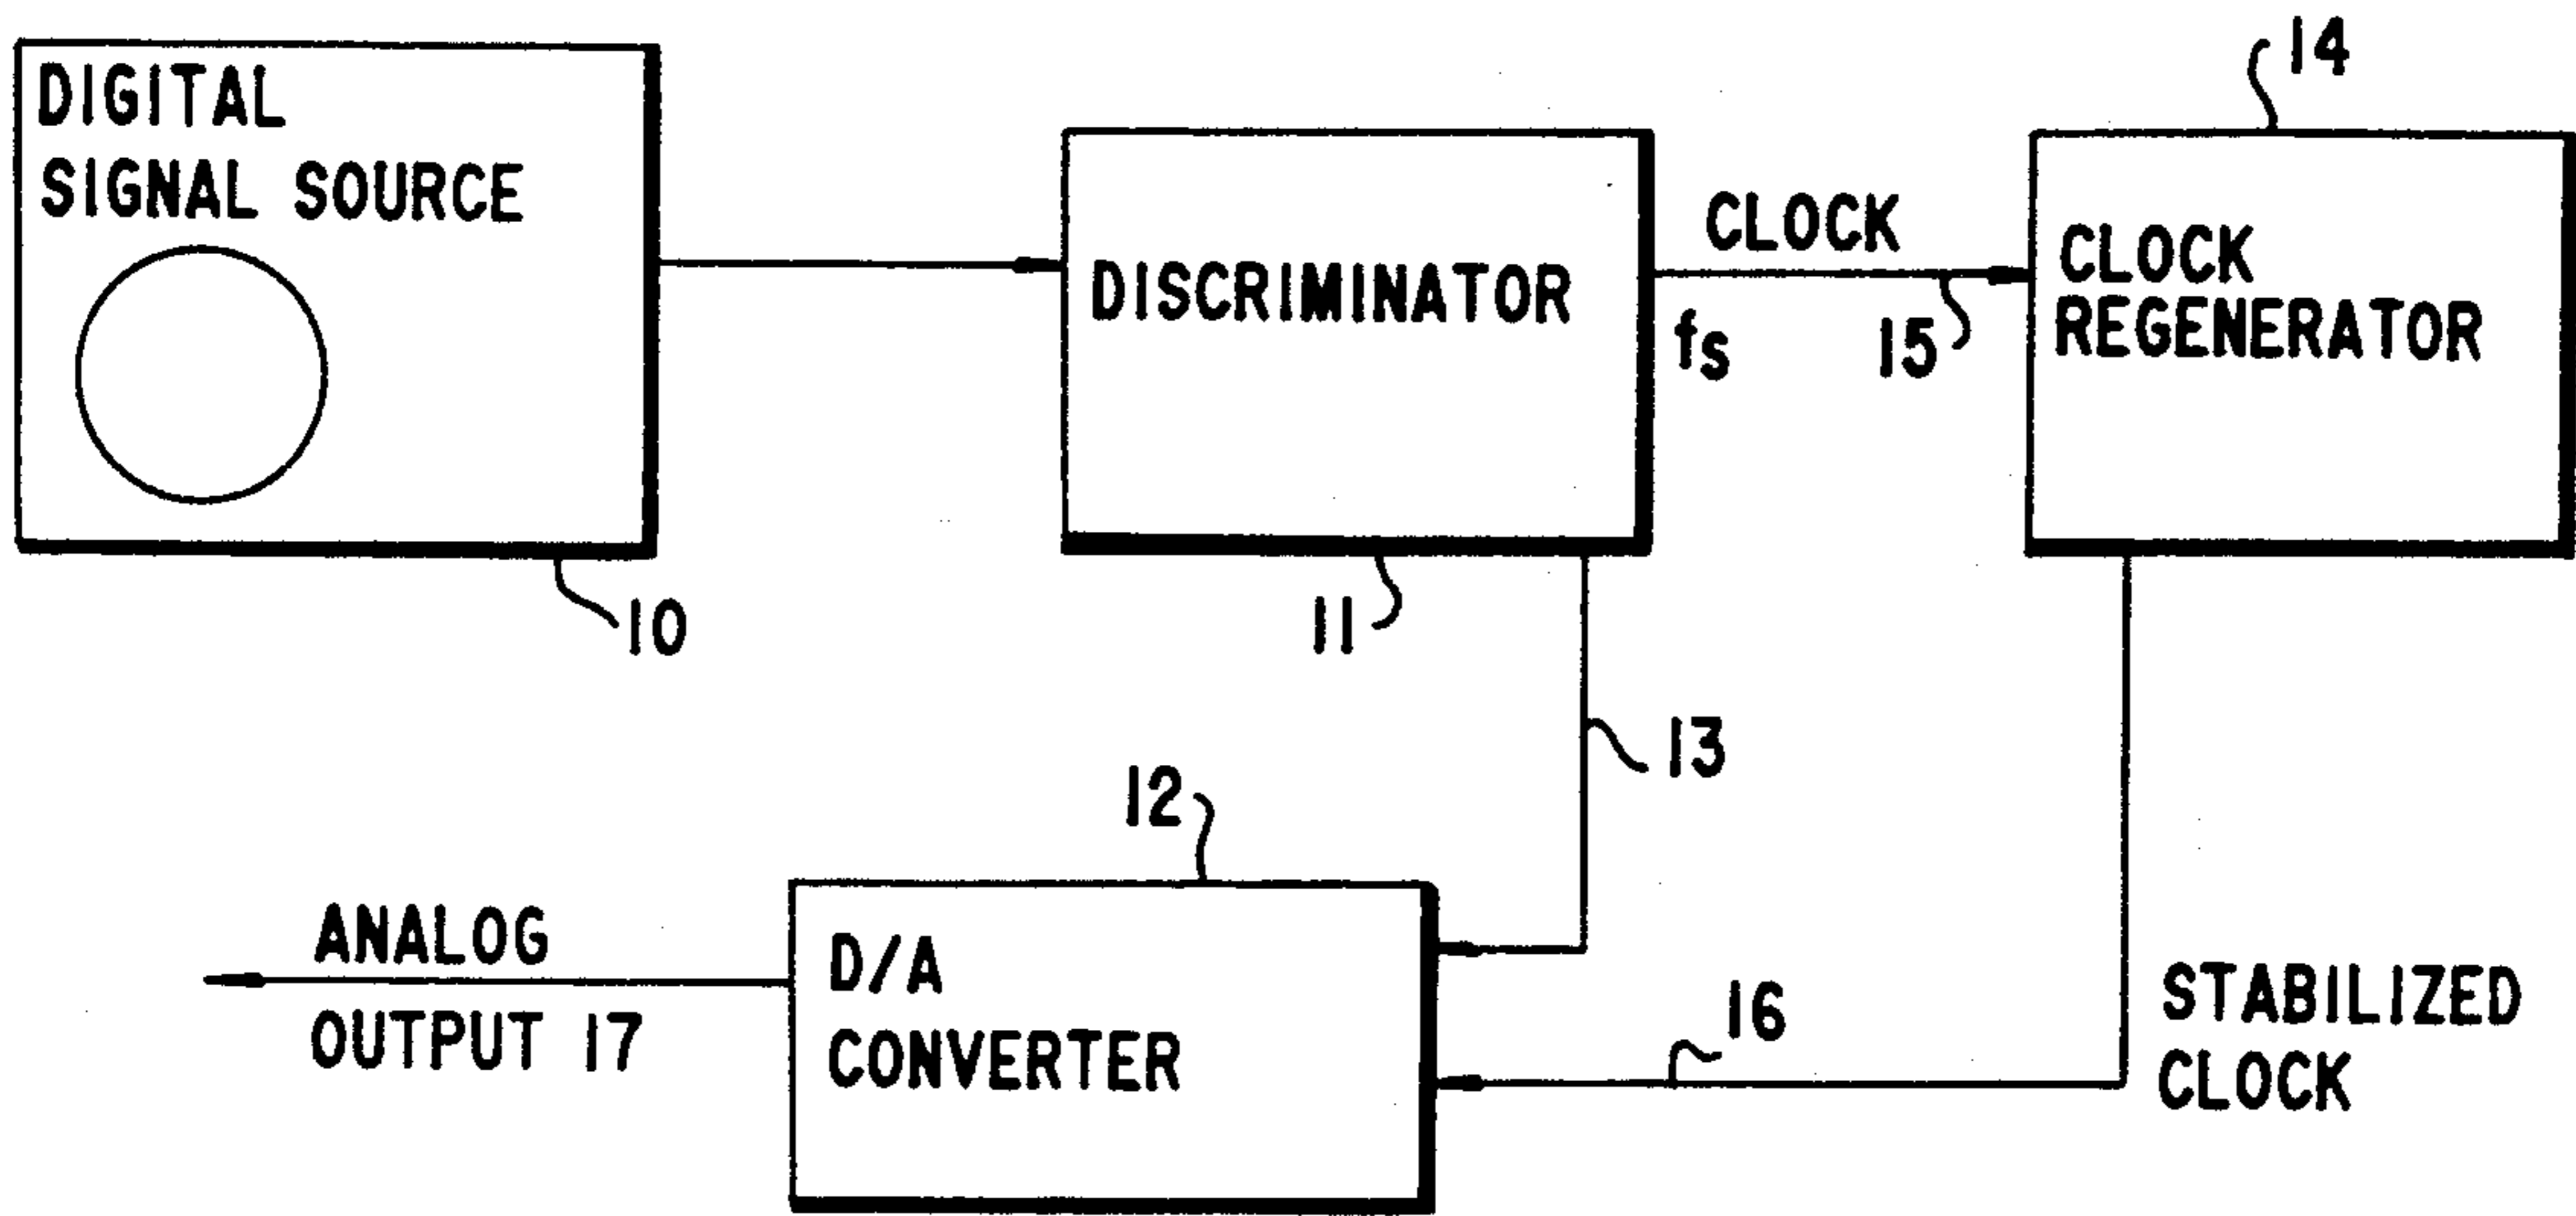 DIGITAL
SIGNAL SOURCE
10
DISCRIMINATOR
11
CLOCK
fs
15
14
CLOCK
REGENERATOR
13
12
D/A
CONVERTER
16
STABILIZED
CLOCK
ANALOG
OUTPUT 17